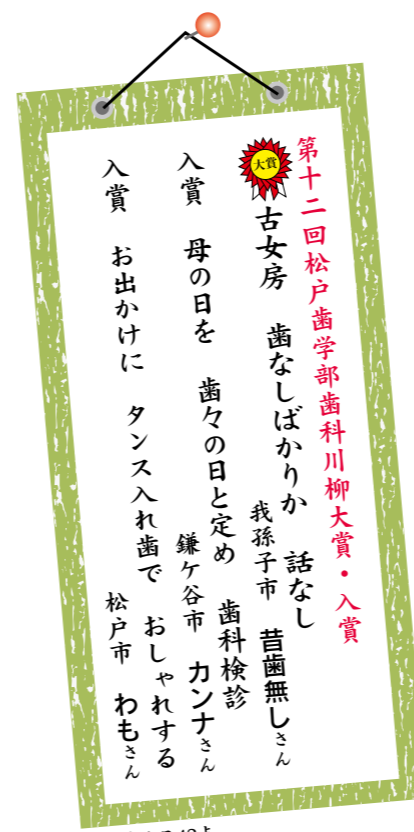 第十二回松戸歯学部歯科川柳大賞・入賞
大賞
古女房 歯なしばかりか 話なし
我孫子市 昔歯無しさん
入賞 母の日を 歯々の日と定め 歯科検診
鎌ケ谷市 カンナさん
入賞 お出かけに タンス入れ歯で おしゃれする
松戸市 わもさん